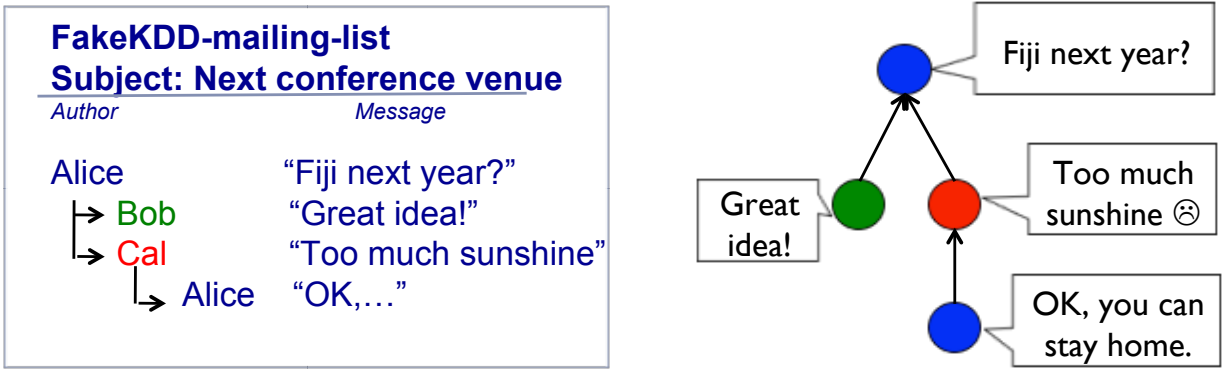 FakeKDD-mailing-list
Subject: Next conference venue
Author Message
Alice “Fiji next year?”
Bob “Great idea!”
Cal “Too much sunshine”
Alice “OK,…”
Fiji next year?
Great
idea!
Too much
sunshine ☹
OK, you can
stay home.